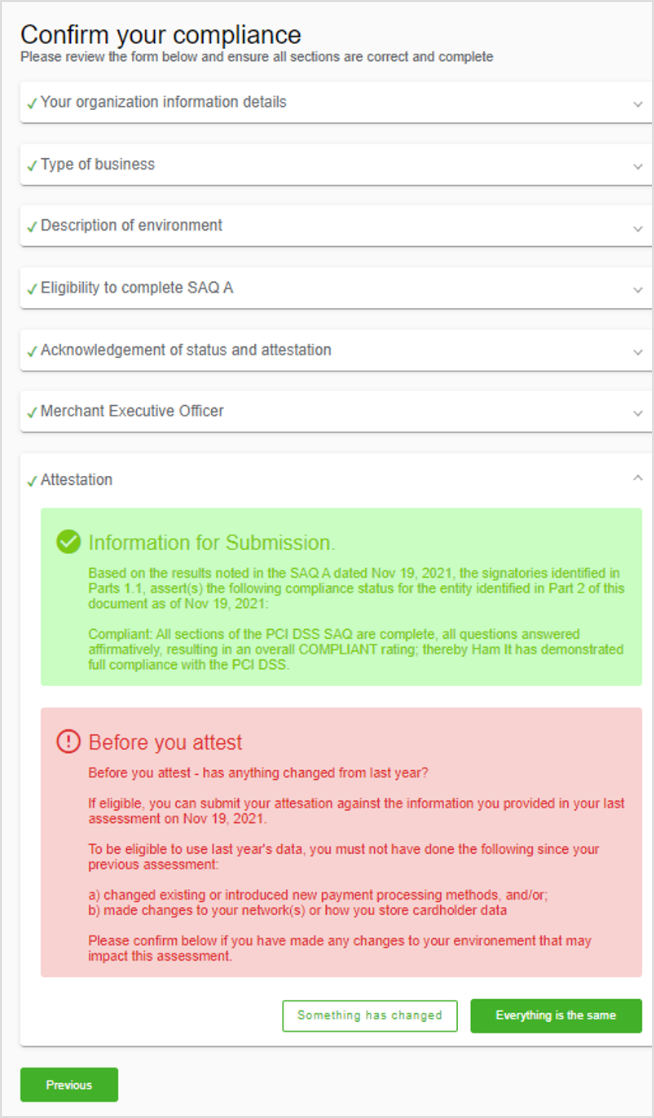 Confirm your compliance
Please review the form below and ensure all sections are correct and complete
Your organization information details
Type of business
Description of environment
Eligibility to complete SAQ A
Acknowledgement of status and attestation
Merchant Executive Officer
Attestation
Information for Submission.
Based on the results noted in the SAQ A dated Nov 19, 2021, the signatories identified in
Parts 1.1, assert(s) the following compliance status for the entity identified in Part 2 of this
document as of Nov 19, 2021:
Compliant: All sections of the PCI DSS SAQ are complete, all questions answered
affirmatively, resulting in an overall COMPLIANT rating; thereby Ham It has demonstrated
full compliance with the PCI DSS.
Before you attest
Before you attest - has anything changed from last year?
If eligible, you can submit your attesation against the information you provided in your last
assessment on Nov 19, 2021.
To be eligible to use last year's data, you must not have done the following since your
previous assessment:
a) changed existing or introduced new payment processing methods, and/or;
b) made changes to your network(s) or how you store cardholder data
Please confirm below if you have made any changes to your environement that may
impact this assessment.
Something has changed
Everything is the same
Previous